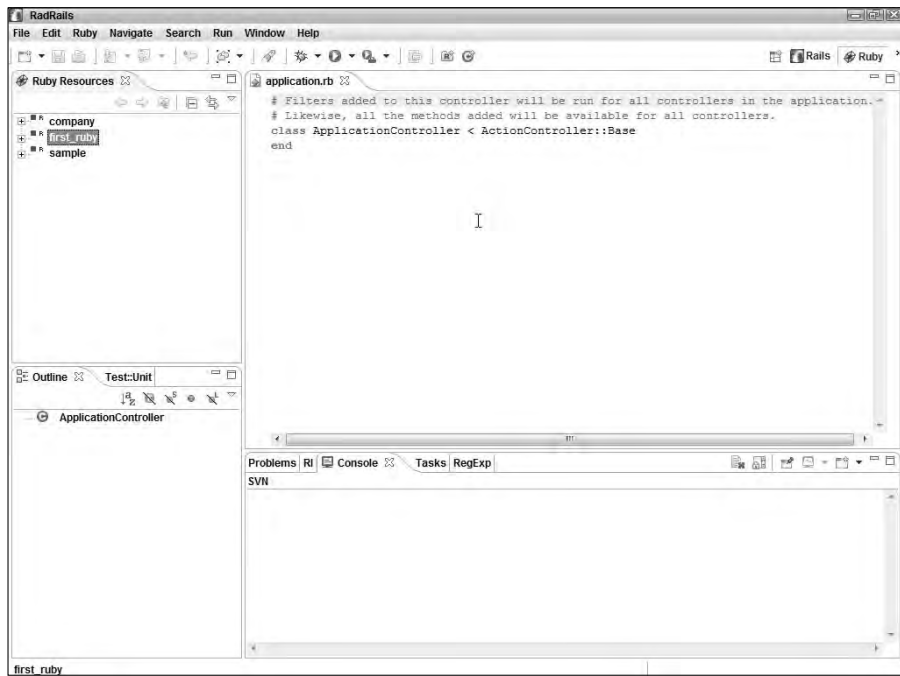 RadRails
File Edit Ruby Navigate Search Run Window Help
Rails Ruby
Ruby Resources
company
first_ruby
sample
application.rb
# Filters added to this controller will be run for all controllers in the application.
# Likewise, all the methods added will be available for all controllers.
class ApplicationController < ActionController::Base
end
Outline Test::Unit
ApplicationController
Problems RI Console Tasks RegExp
SVN
first_ruby